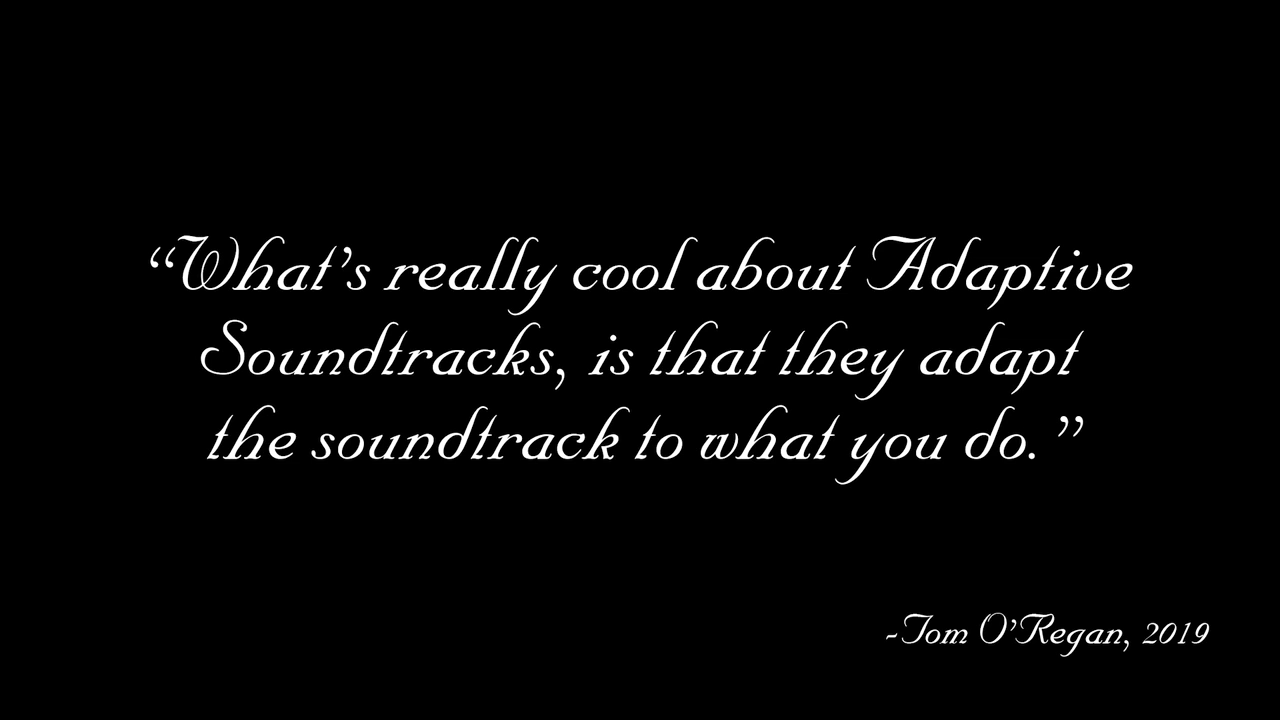 “What’s really cool about Adaptive
Soundtracks, is that they adapt
the soundtrack to what you do.”
-Tom O’Regan, 2019